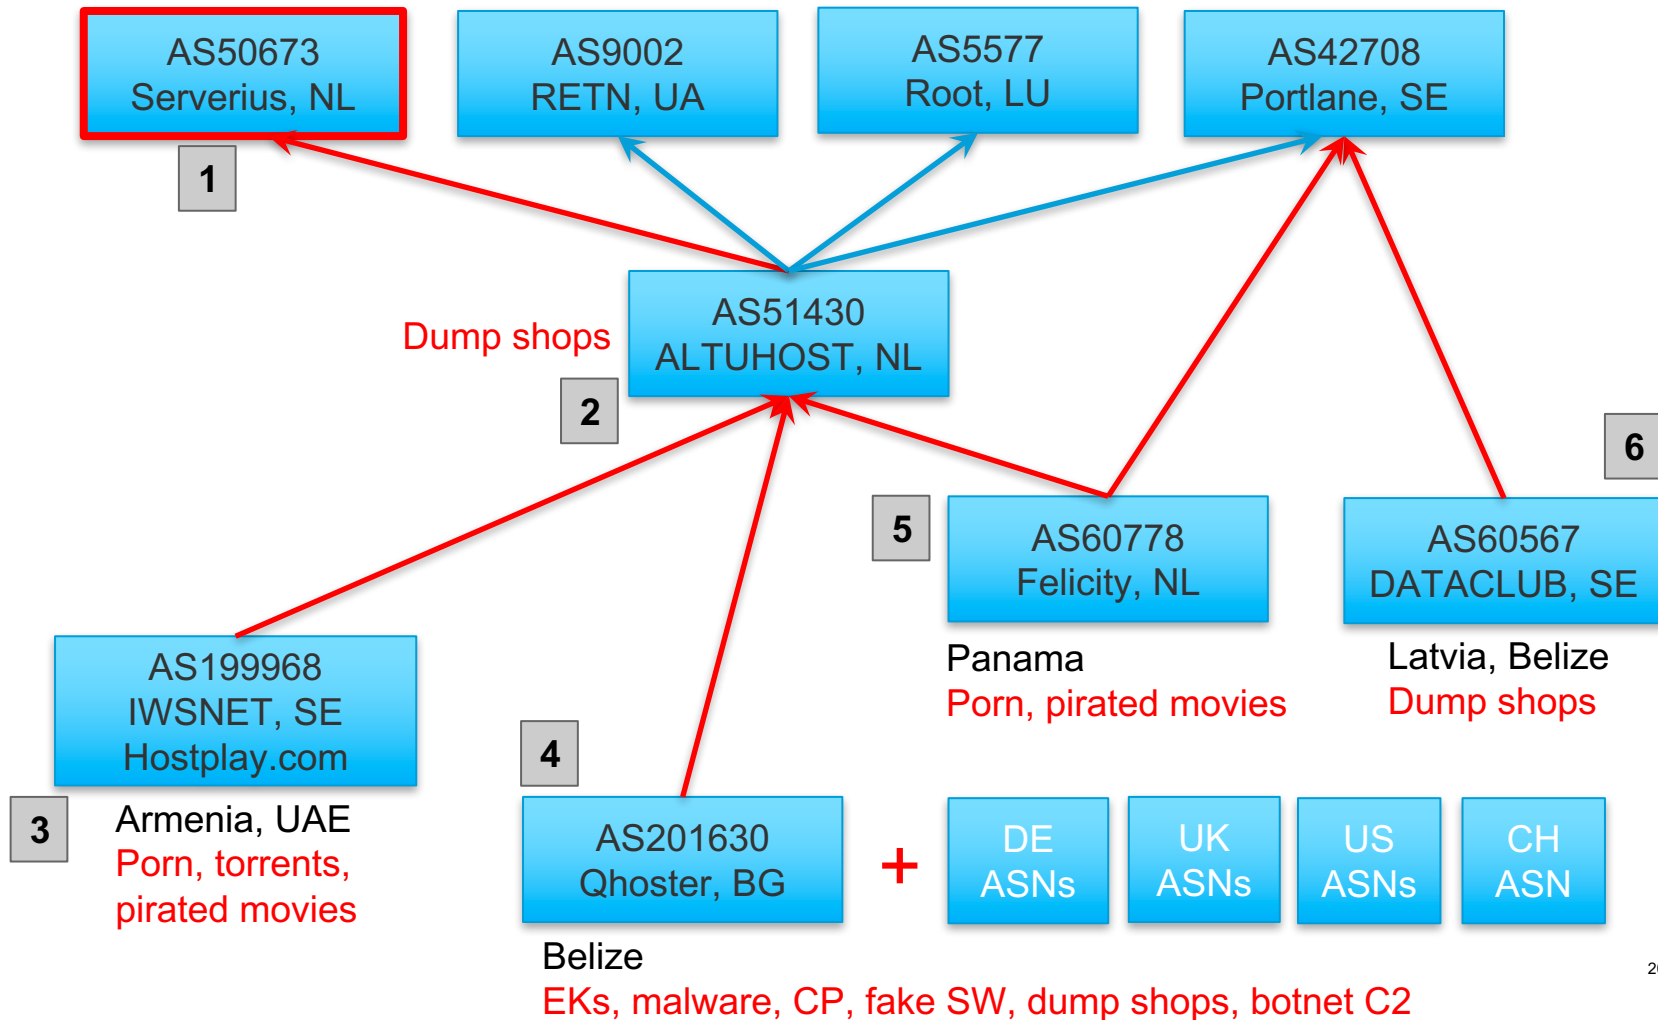 AS50673
Serverius, NL
AS9002
RETN, UA
AS5577
Root, LU
AS42708
Portlane, SE
1
Dump shops
AS51430
ALTUHOST, NL
2
6
5
AS60778
Felicity, NL
AS60567
DATACLUB, SE
Panama
Porn, pirated movies
Latvia, Belize
Dump shops
AS199968
IWSNET, SE
Hostplay.com
3
Armenia, UAE
Porn, torrents,
pirated movies
4
AS201630
Qhoster, BG
+
DE
ASNs
UK
ASNs
US
ASNs
CH
ASN
Belize
EKs, malware, CP, fake SW, dump shops, botnet C2